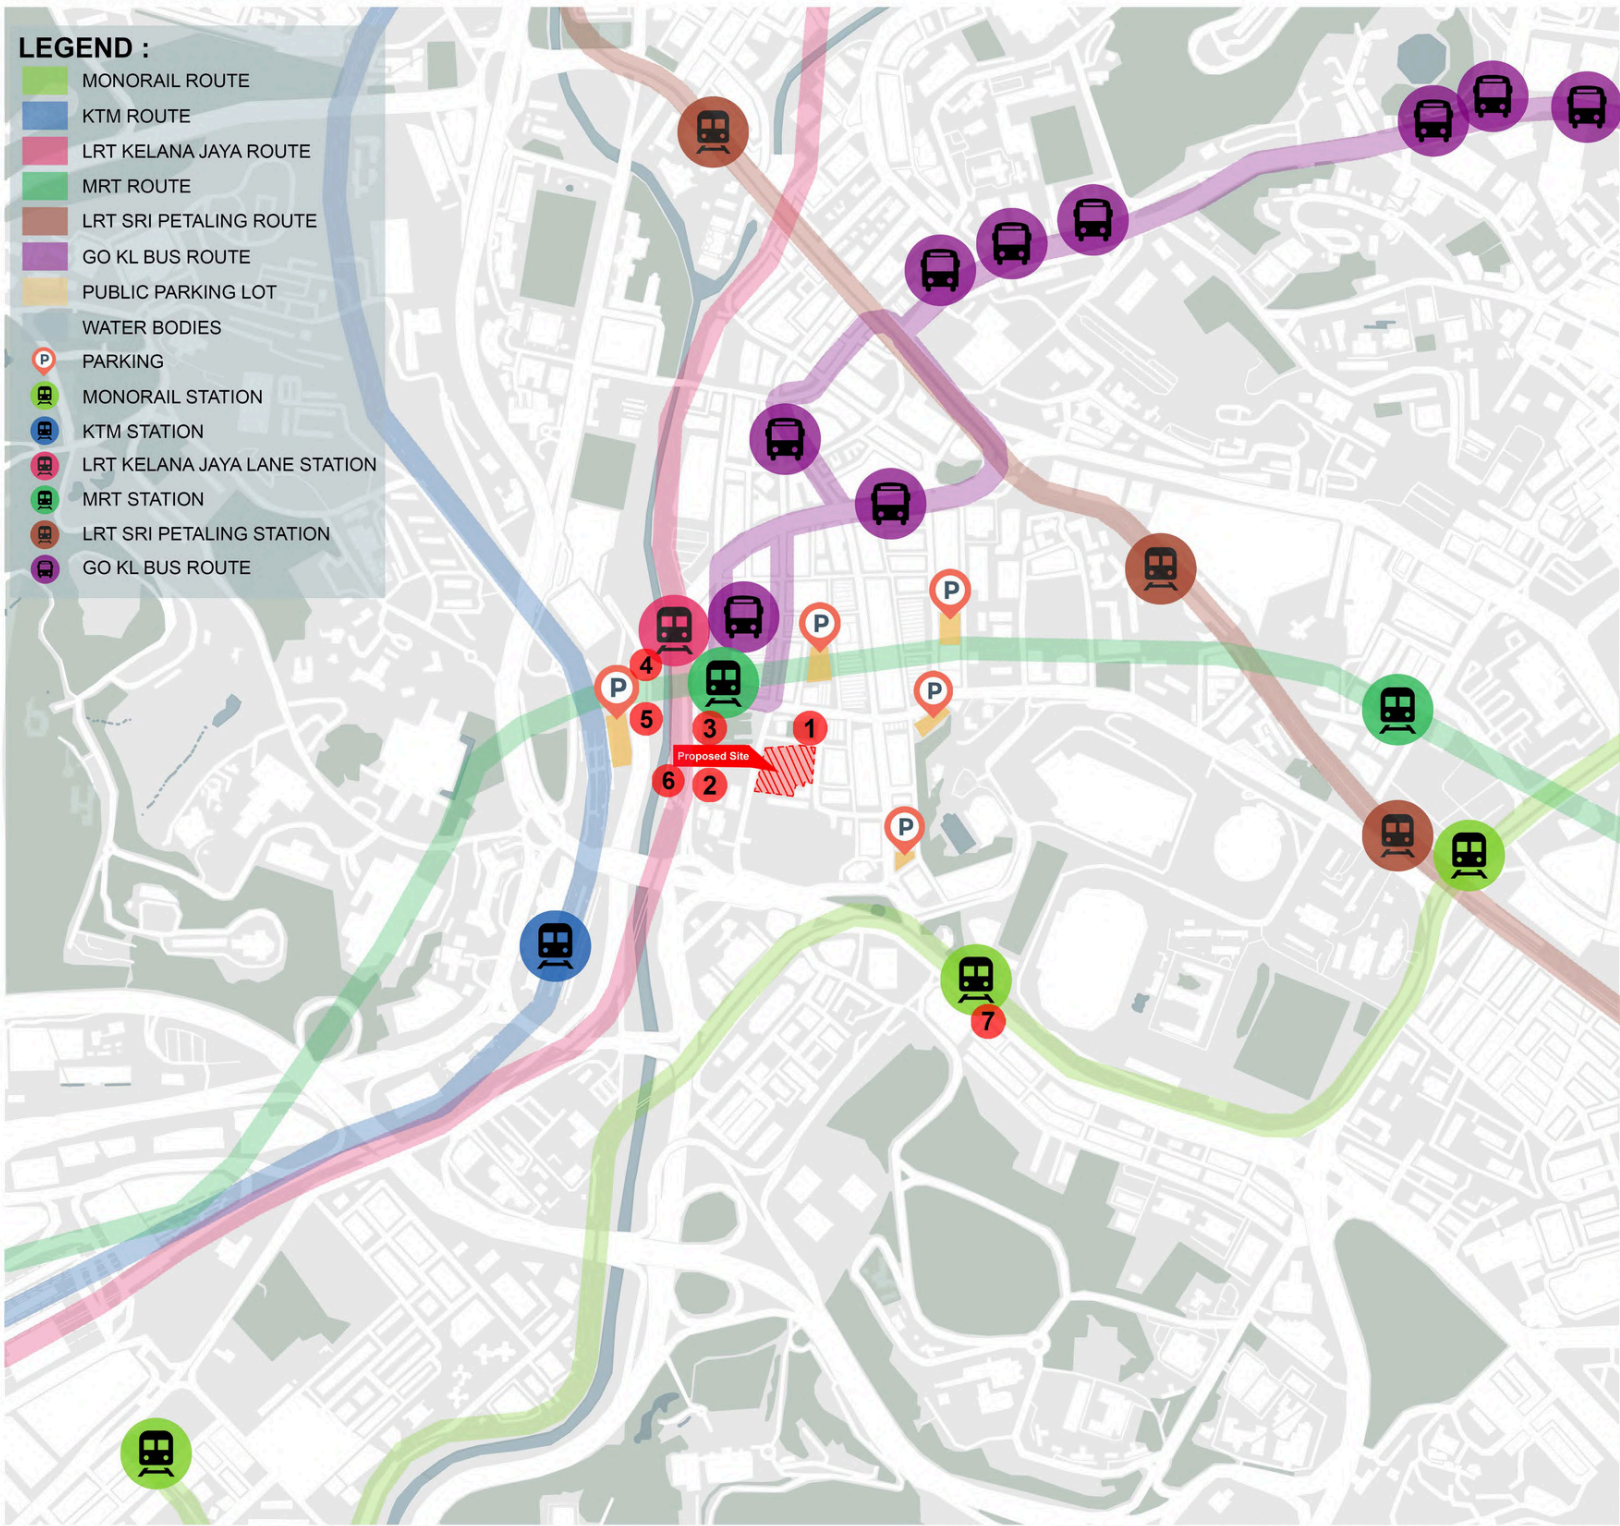 LEGEND :
MONORAIL ROUTE
KTM ROUTE
LRT KELANA JAYA ROUTE
MRT ROUTE
LRT SRI PETALING ROUTE
GO KL BUS ROUTE
PUBLIC PARKING LOT
WATER BODIES
P PARKING
MONORAIL STATION
KTM STATION
LRT KELANA JAYA LANE STATION
MRT STATION
LRT SRI PETALING STATION
GO KL BUS ROUTE
P
P
4
P
P
5
3
1
Proposed Site
6
2
P
7